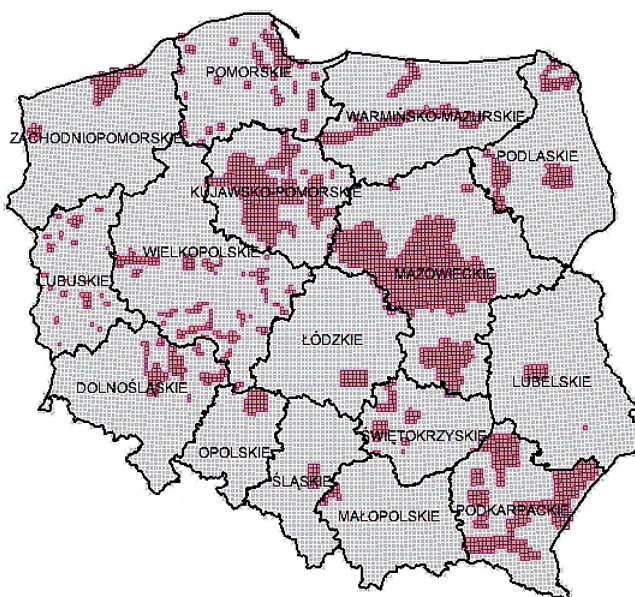 POMORSKIE
WARMIŃSKO-MAZURSKIE
ZACHODNIOPOMORSKIE
PODLASKIE
KUJAWSKO-POMORSKIE
WIELKOPOLSKIE
MAZOWIECKIE
LUBUSKIE
ŁÓDZKIE
DOLNOŚLĄSKIE
LUBELSKIE
ŚWIĘTOKRZYSKIE
OPOLSKIE
ŚLĄSKIE
PODKARPACKIE
MAŁOPOLSKIE